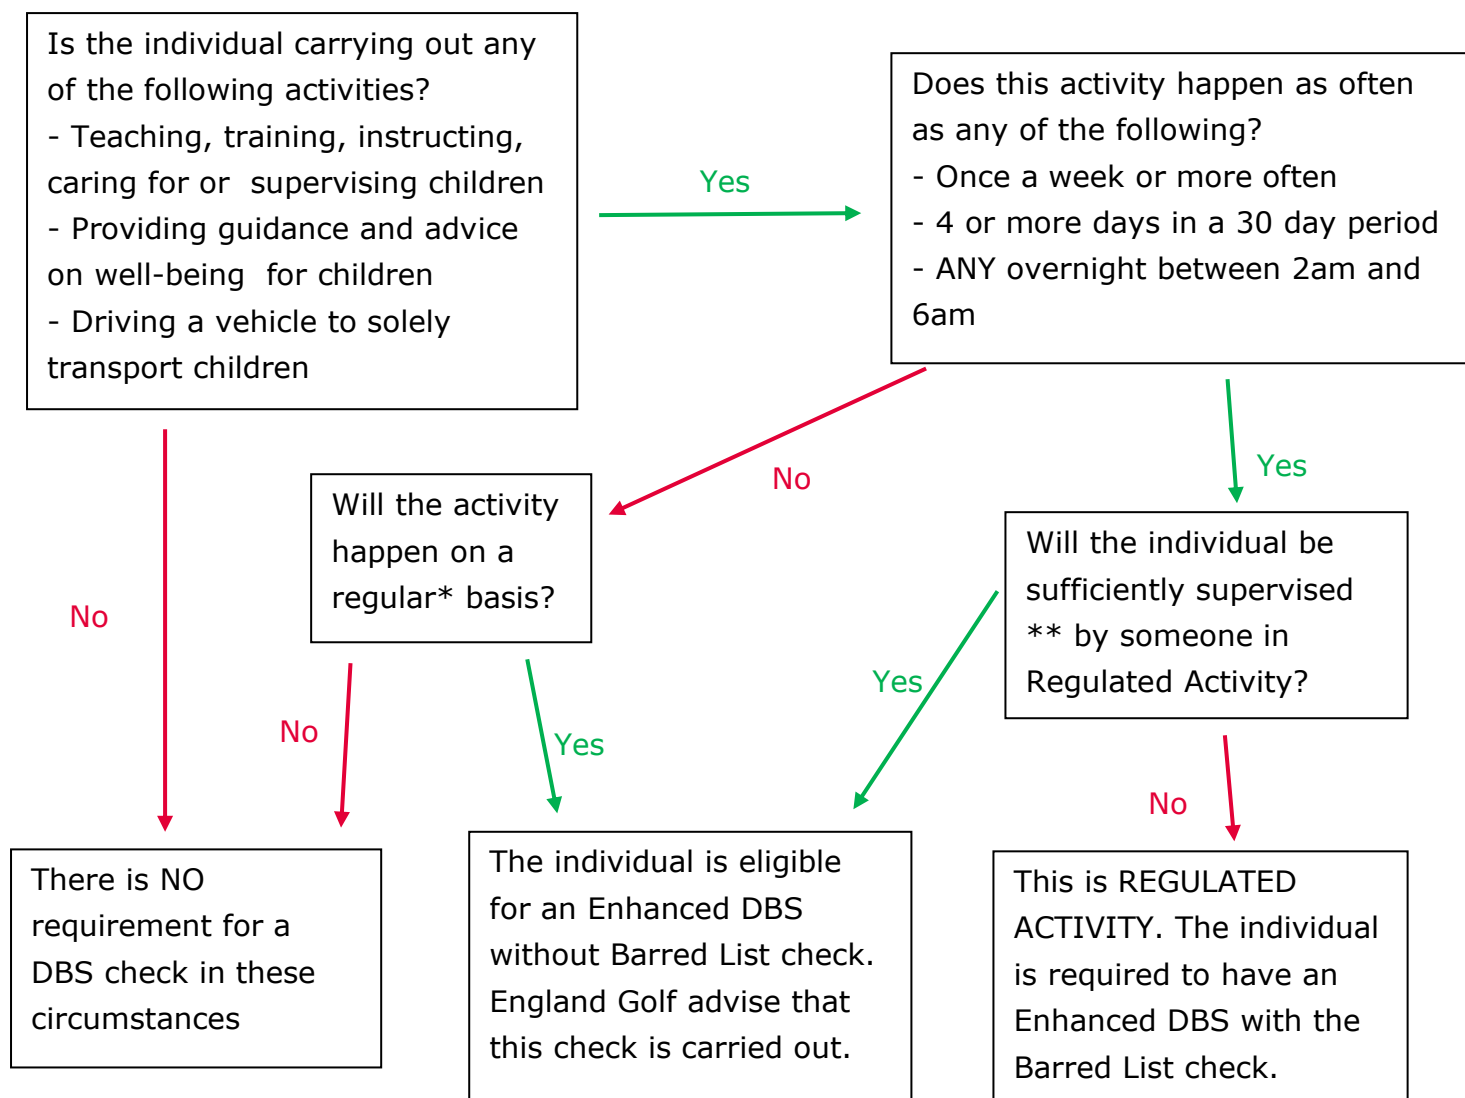 Is the individual carrying out any
of the following activities?
- Teaching, training, instructing,
caring for or  supervising children
- Providing guidance and advice
on well-being  for children
- Driving a vehicle to solely
transport children
Yes
Does this activity happen as often
as any of the following?
- Once a week or more often
- 4 or more days in a 30 day period
- ANY overnight between 2am and
6am
No
No
Yes
Will the activity
happen on a
regular* basis?
Will the individual be
sufficiently supervised
** by someone in
Regulated Activity?
No
Yes
Yes
No
There is NO
requirement for a
DBS check in these
circumstances
The individual is eligible
for an Enhanced DBS
without Barred List check.
England Golf advise that
this check is carried out.
This is REGULATED
ACTIVITY. The individual
is required to have an
Enhanced DBS with the
Barred List check.